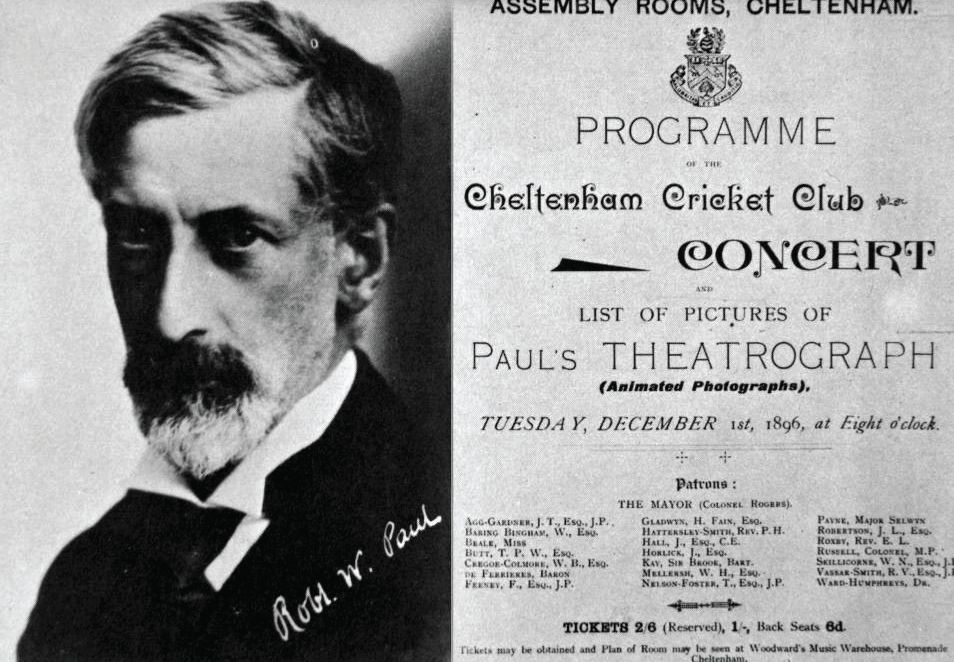 Robt. W. Paul
ASSEMBLY ROOMS, CHELTENHAM.
PROGRAMME
OF THE
Cheltenham Cricket Club
CONCERT
AND
LIST OF PICTURES OF
PAUL'S THEATROGRAPH
(Animated Photographs),
TUESDAY, DECEMBER 1st, 1896, at Eight o'clock.
Patrons :
THE MAYOR (COLONEL ROGERS).
AGG-GARDNER, J. T., ESQ., J.P.
BARING BINGHAM, W., ESQ.
BEALE, MISS
BUTT, T. P. W., ESQ.
CREGOE-COLMORE, W. B., ESQ.
DE FERRIERES, BARON
FRENEY, F., ESQ., J.P.
GLADWYN, H. FAIN, ESQ.
HATTERSLEY-SMITH, REV. P. H.
HALL, J., ESQ., C.E.
HORLICK, J., ESQ.
KAY, SIR BROOK, BART.
MELLERSH, W. H., ESQ.
NELSON-FOSTER, T., ESQ., J.P.
PAYNE, MAJOR SELWYN
ROBERTSON, J. L., ESQ.
ROXBY, REV. E. L.
RUSSELL, COLONEL, M.P.
SKILLICORNE, W. N., ESQ., J.P
VASSAR-SMITH, R. V., ESQ., J.P
WARD-HUMPHREYS, DR.
TICKETS 2/6 (Reserved), 1/-, Back Seats 6d.
Tickets may be obtained and Plan of Room may be seen at Woodward's Music Warehouse, Promenade
Cheltenham.